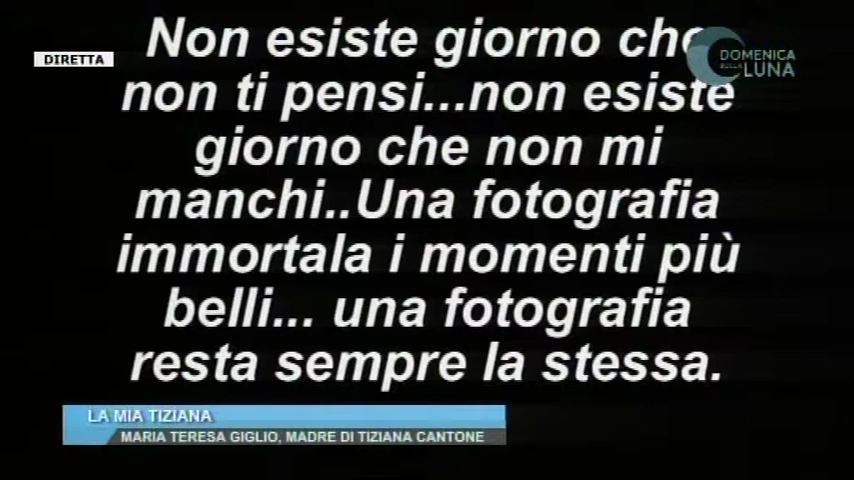 Non esiste giorno che
non ti pensi...non esiste
giorno che non mi
manchi..Una fotografia
immortala i momenti più
belli... una fotografia
resta sempre la stessa.
DIRETTA
DOMENICA
LUNA
LA MIA TIZIANA
MARIA TERESA GIGLIO, MADRE DI TIZIANA CANTONE